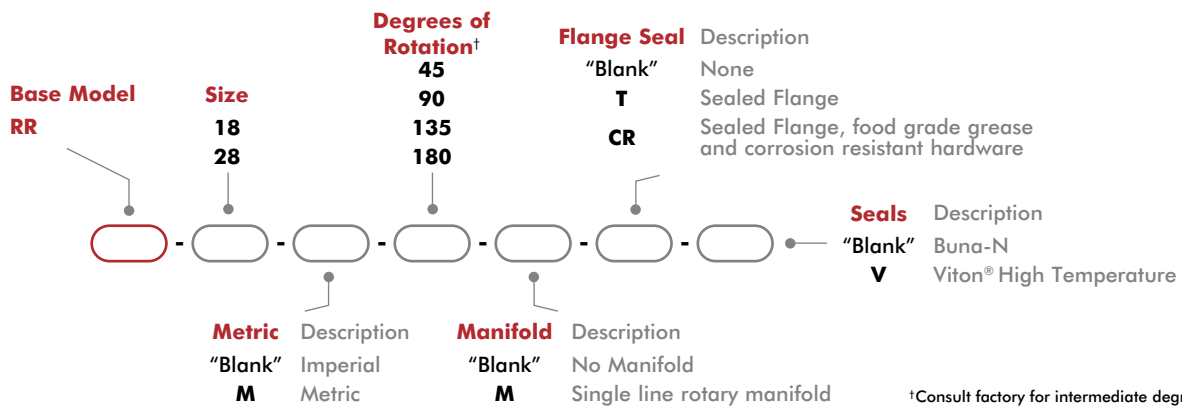 Base Model
RR
Size
18
28
Degrees of
Rotation†
45
90
135
180
Flange Seal Description
“Blank” None
T Sealed Flange
CR Sealed Flange, food grade grease
and corrosion resistant hardware
- - - - - -
Seals Description
“Blank” Buna-N
V Viton® High Temperature
Metric Description
“Blank” Imperial
M Metric
Manifold Description
“Blank” No Manifold
M Single line rotary manifold
†Consult factory for intermediate